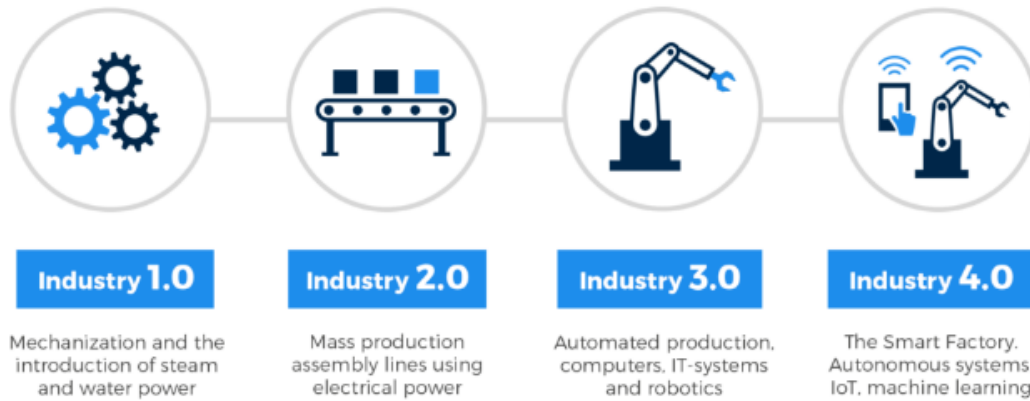 Industry 1.0
Mechanization and the
introduction of steam
and water power
Industry 2.0
Mass production
assembly lines using
electrical power
Industry 3.0
Automated production,
computers, IT-systems
and robotics
Industry 4.0
The Smart Factory.
Autonomous systems
IoT, machine learning